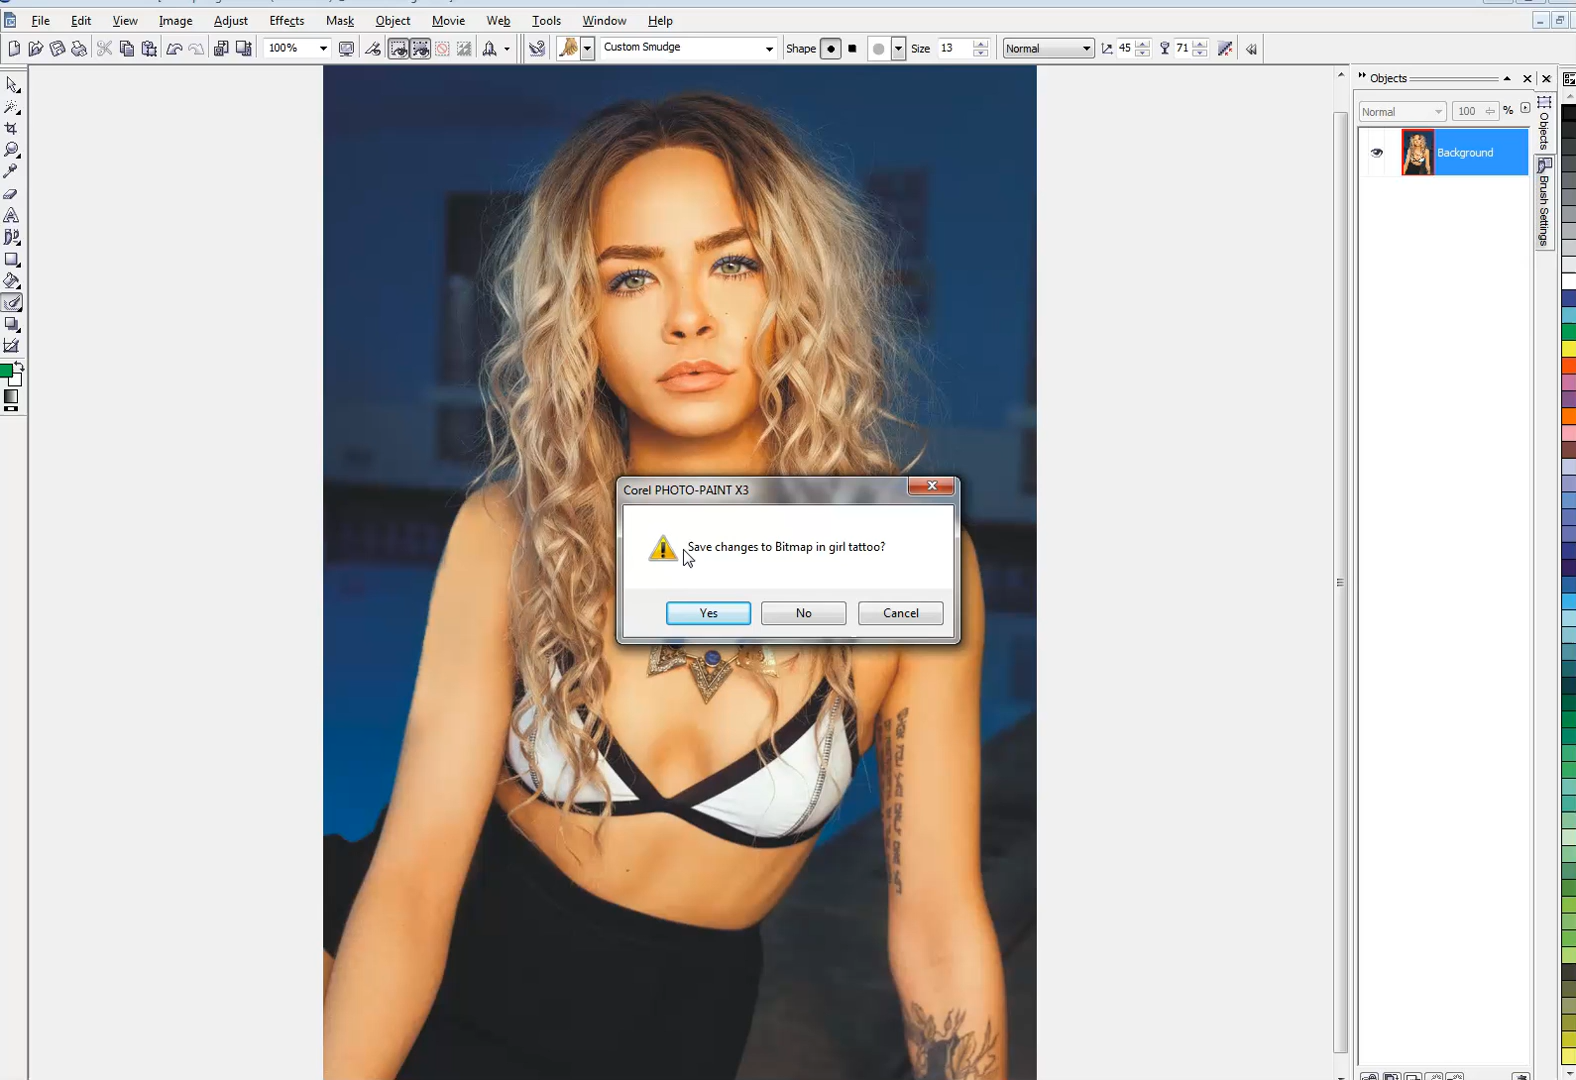 File Edit View Image Adjust Effects Mask Object Movie Web Tools Window Help
100% Custom Smudge Shape Size 13 Normal 45 71
Objects
Normal 100 %
Background
Objects
Brush Settings
Corel PHOTO-PAINT X3
Save changes to Bitmap in girl tattoo?
Yes No Cancel